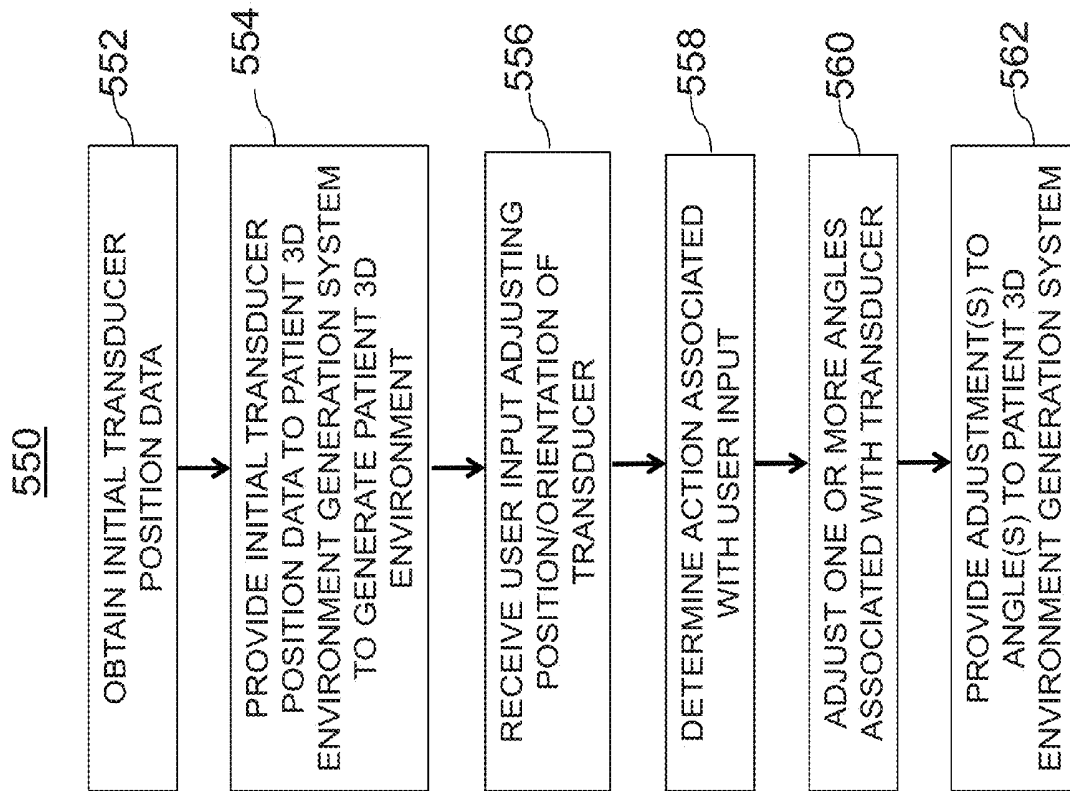 550
OBTAIN INITIAL TRANSDUCER
POSITION DATA
552
PROVIDE INITIAL TRANSDUCER
POSITION DATA TO PATIENT 3D
ENVIRONMENT GENERATION SYSTEM
TO GENERATE PATIENT 3D
ENVIRONMENT
554
RECEIVE USER INPUT ADJUSTING
POSITION/ORIENTATION OF
TRANSDUCER
556
DETERMINE ACTION ASSOCIATED
WITH USER INPUT
558
ADJUST ONE OR MORE ANGLES
ASSOCIATED WITH TRANSDUCER
560
PROVIDE ADJUSTMENT(S) TO
ANGLE(S) TO PATIENT 3D
ENVIRONMENT GENERATION SYSTEM
562